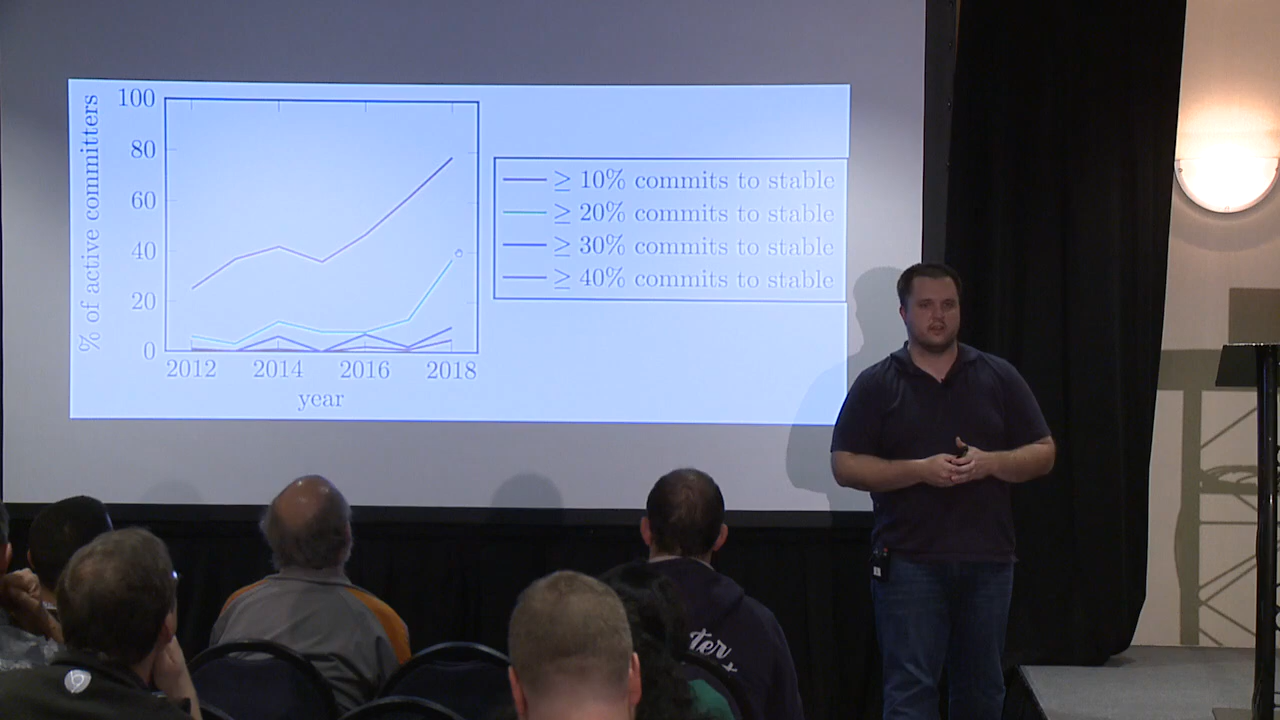 % of active committers
100
80
60
40
20
0
2012 2014 2016 2018
year
≥ 10% commits to stable
≥ 20% commits to stable
≥ 30% commits to stable
≥ 40% commits to stable